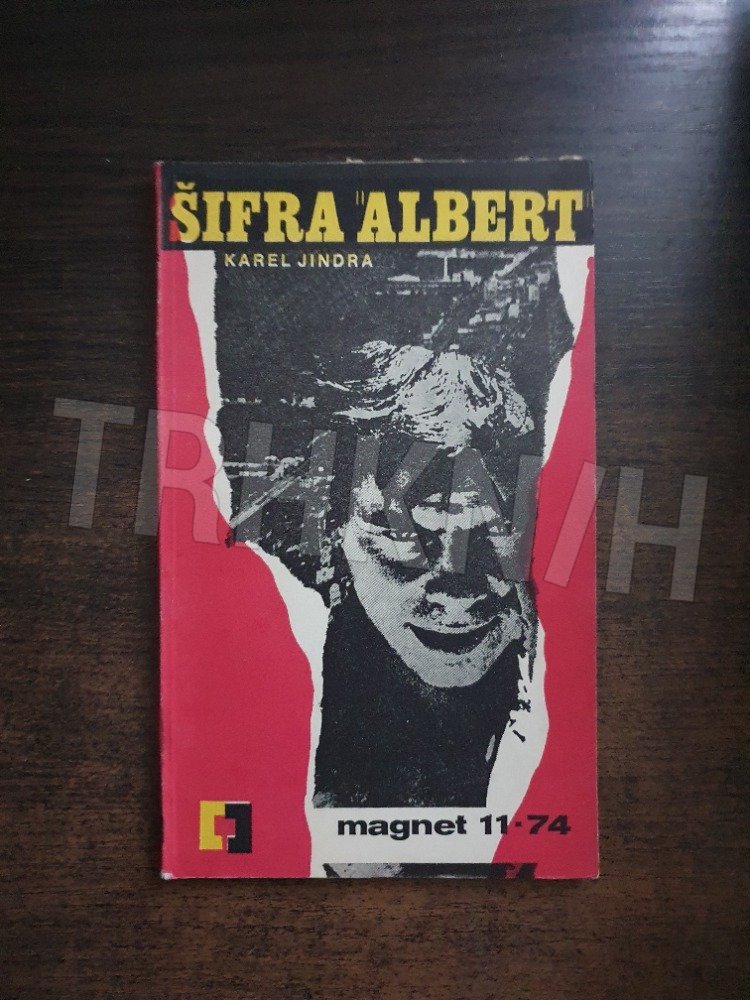 ŠIFRA "ALBERT"
KAREL JINDRA
TRHKNIH
magnet 11·74